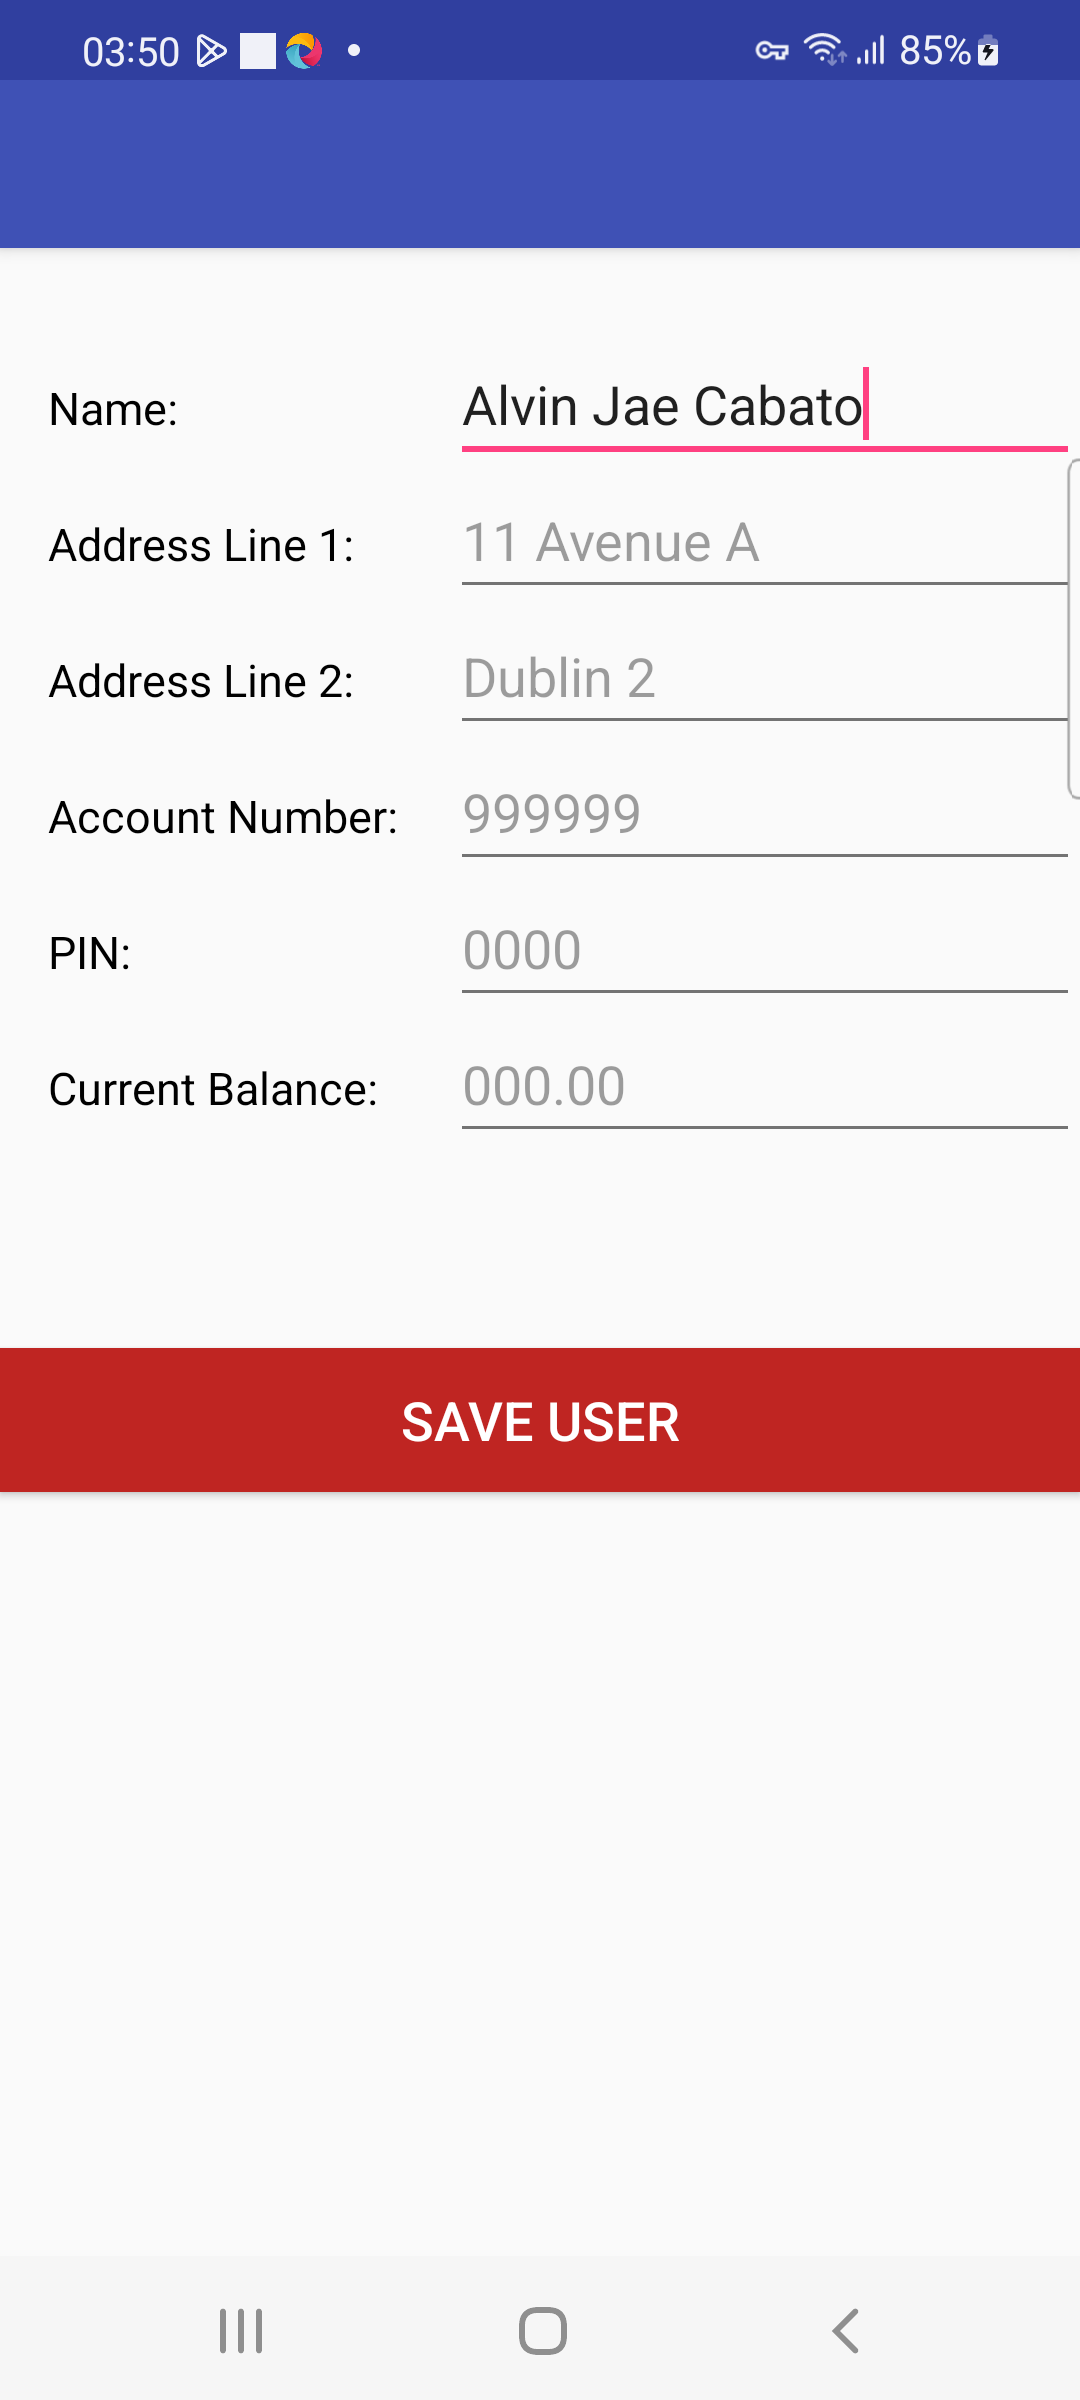 03:50 85%
Name: Alvin Jae Cabato
Address Line 1: 11 Avenue A
Address Line 2: Dublin 2
Account Number: 999999
PIN: 0000
Current Balance: 000.00
SAVE USER